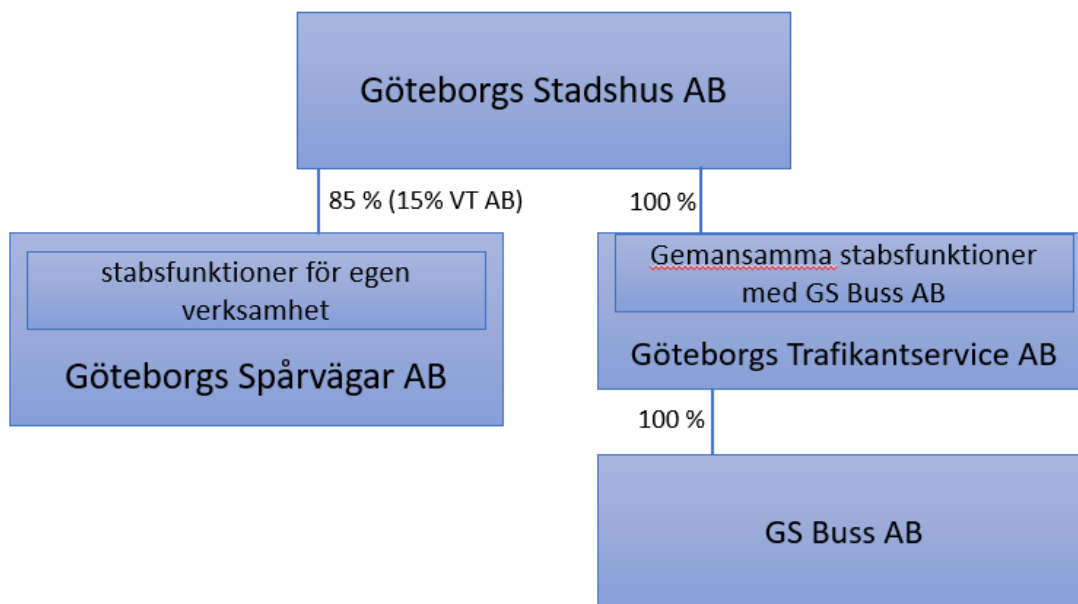 Göteborgs Stadshus AB
85 % (15% VT AB)
100 %
stabsfunktioner för egen
verksamhet
Göteborgs Spårvägar AB
Gemansamma stabsfunktioner
med GS Buss AB
Göteborgs Trafikantservice AB
100 %
GS Buss AB